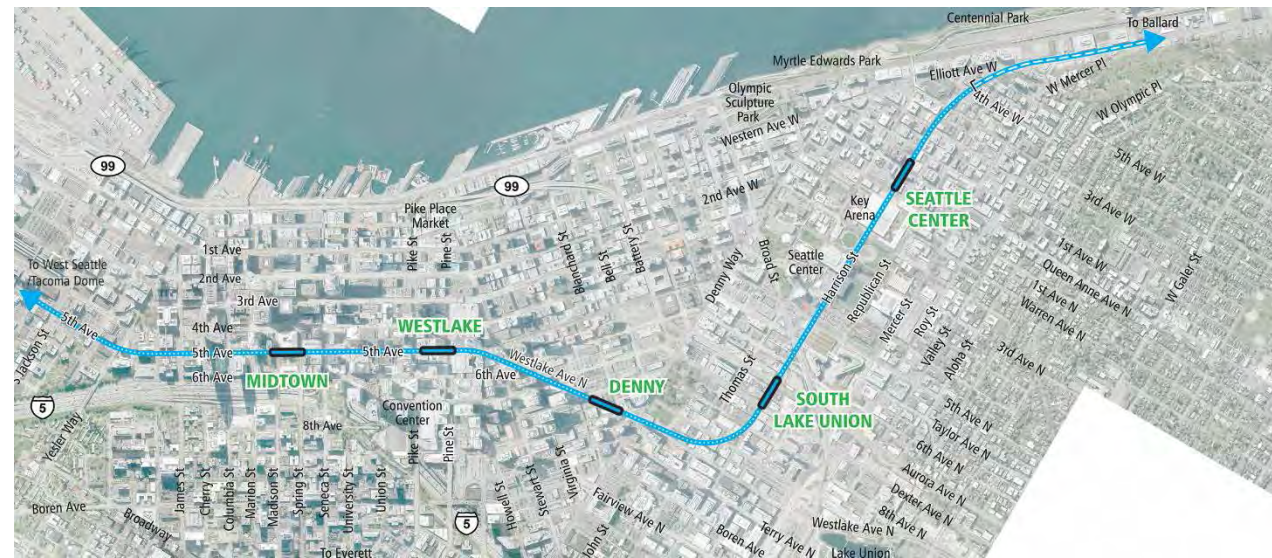 Centennial Park
To Ballard
Myrtle Edwards Park
Elliott Ave W
W Mercer Pl
Olympic
Sculpture
Park
4th Ave W
W Olympic Pl
Western Ave W
99
99
5th Ave W
2nd Ave W
Key
Arena
SEATTLE
CENTER
3rd Ave W
Pike Place
Market
1st Ave
Pike St
Pine St
Blanchard St
Bell St
Battery St
Denny Way
Broad St
Seattle
Center
Harrison St
Republican St
1st Ave W
Queen Anne Ave N
W Galer St
To West Seattle
/Tacoma Dome
2nd Ave
3rd Ave
Mercer St
Roy St
Valley St
Aloha St
1st Ave N
Warren Ave N
3rd Ave N
5th Ave
4th Ave
WESTLAKE
5th Ave
5th Ave
Westlake Ave N
S Jackson St
6th Ave
MIDTOWN
6th Ave
DENNY
Thomas St
SOUTH
LAKE UNION
5
Convention
Center
5th Ave N
Taylor Ave N
6th Ave N
Aurora Ave N
Dexter Ave N
8th Ave N
Yesler Way
8th Ave
Pike St
Pine St
James St
Cherry St
Columbia St
Marion St
Madison St
Spring St
Seneca St
University St
Union St
Howell St
Stewart St
Virginia St
Fairview Ave N
Boren Ave
Broadway
5
John St
Boren Ave
Terry Ave N
Westlake Ave N
Lake Union
To Everett